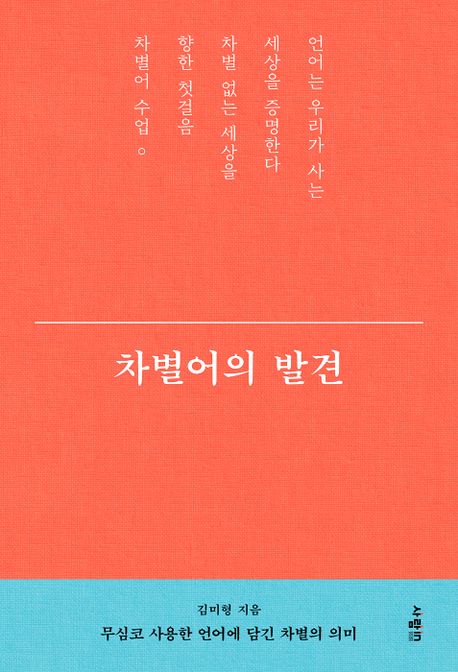 언어는 우리가 사는
세상을 증명한다
차별 없는 세상을
향한 첫걸음
차별어 수업
차별어의 발견
김미형 지음
무심코 사용한 언어에 담긴 차별의 의미
사람in